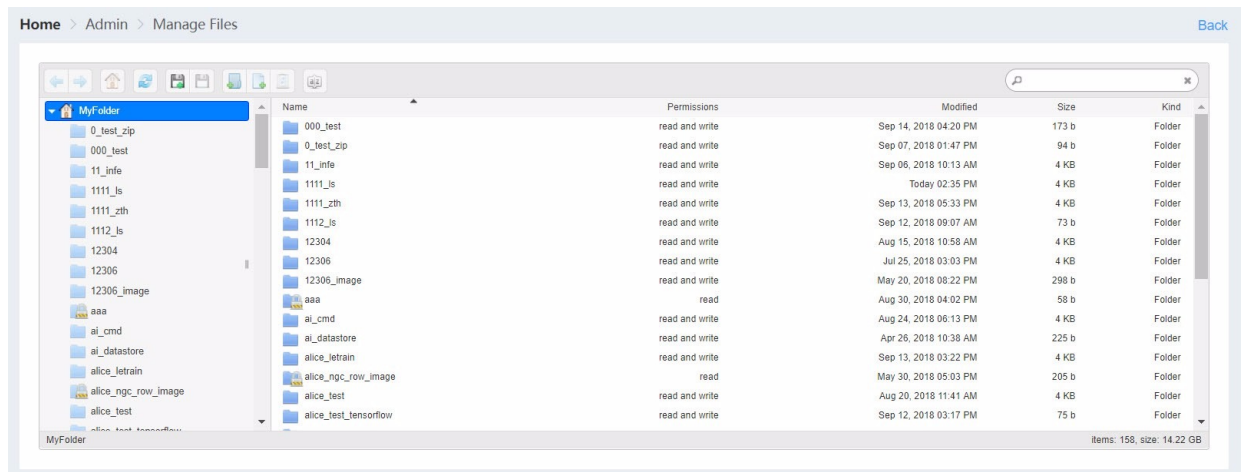 Home > Admin > Manage Files
Back
MyFolder
0_test_zip
000_test
11_infe
1111_ls
1111_zth
1112_ls
12304
12306
12306_image
aaa
ai_cmd
ai_datastore
alice_letrain
alice_ngc_row_image
alice_test
alice_test_tensorflow
Name Permissions Modified Size Kind
000_test read and write Sep 14, 2018 04:20 PM 173 b Folder
0_test_zip read and write Sep 07, 2018 01:47 PM 94 b Folder
11_infe read and write Sep 06, 2018 10:13 AM 4 KB Folder
1111_ls read and write Today 02:35 PM 4 KB Folder
1111_zth read and write Sep 13, 2018 05:33 PM 4 KB Folder
1112_ls read and write Sep 12, 2018 09:07 AM 73 b Folder
12304 read and write Aug 15, 2018 10:58 AM 4 KB Folder
12306 read and write Jul 25, 2018 03:03 PM 4 KB Folder
12306_image read and write May 20, 2018 08:22 PM 298 b Folder
aaa read Aug 30, 2018 04:02 PM 58 b Folder
ai_cmd read and write Aug 24, 2018 06:13 PM 4 KB Folder
ai_datastore read and write Apr 26, 2018 10:38 AM 225 b Folder
alice_letrain read and write Sep 13, 2018 03:22 PM 4 KB Folder
alice_ngc_row_image read May 30, 2018 05:03 PM 205 b Folder
alice_test read and write Aug 20, 2018 11:41 AM 4 KB Folder
alice_test_tensorflow read and write Sep 12, 2018 03:17 PM 75 b Folder
MyFolder
items: 158, size: 14.22 GB